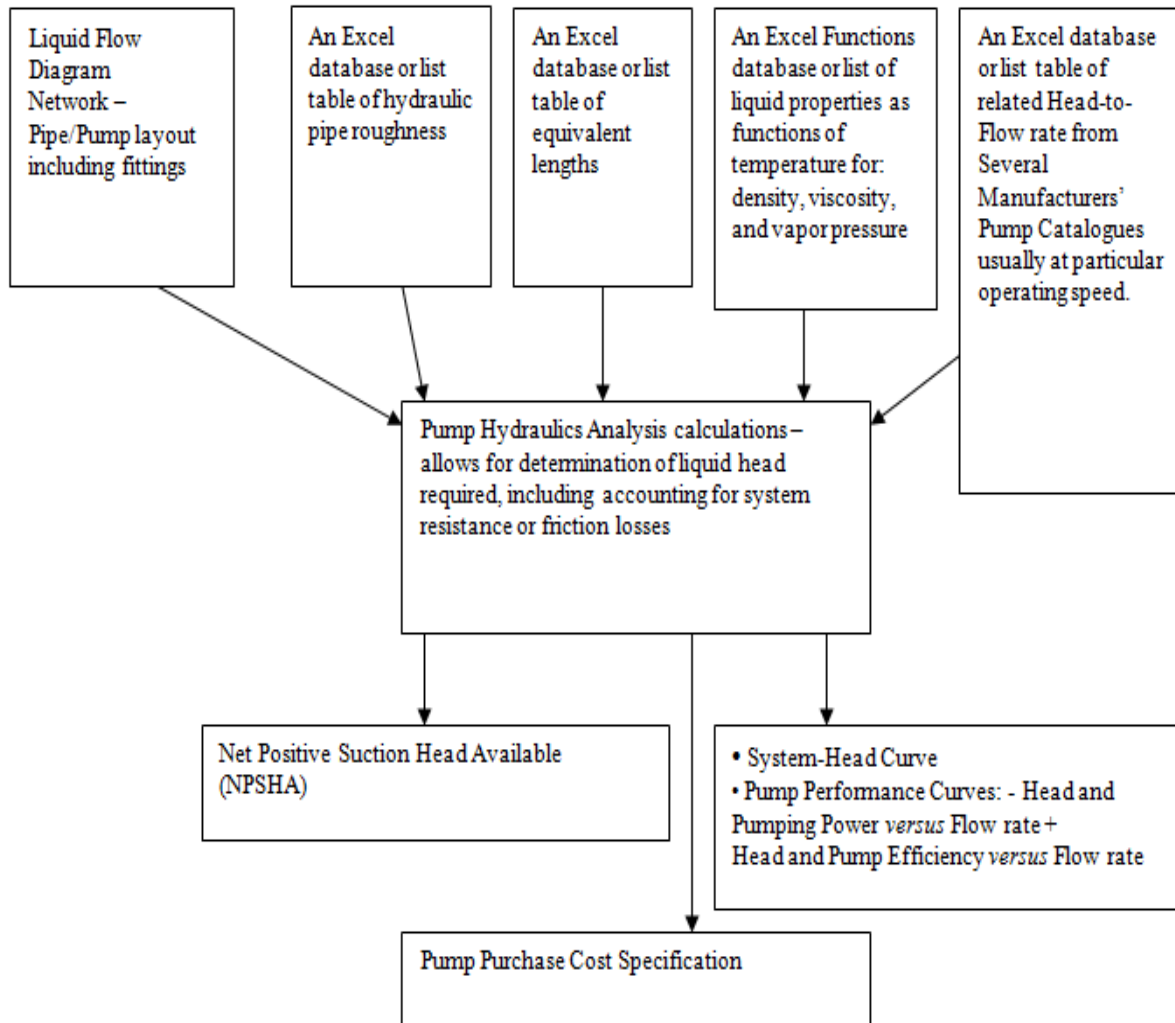 Liquid Flow
Diagram
Network –
Pipe/Pump layout
including fittings
An Excel
database or list
table of hydraulic
pipe roughness
An Excel
database or list
table of
equivalent
lengths
An Excel Functions
database or list of
liquid properties as
functions of
temperature for:
density, viscosity,
and vapor pressure
An Excel database
or list table of
related Head-to-
Flow rate from
Several
Manufacturers’
Pump Catalogues
usually at particular
operating speed.
Pump Hydraulics Analysis calculations –
allows for determination of liquid head
required, including accounting for system
resistance or friction losses
Net Positive Suction Head Available
(NPSHA)
• System-Head Curve
• Pump Performance Curves: - Head and
Pumping Power versus Flow rate +
Head and Pump Efficiency versus Flow rate
Pump Purchase Cost Specification